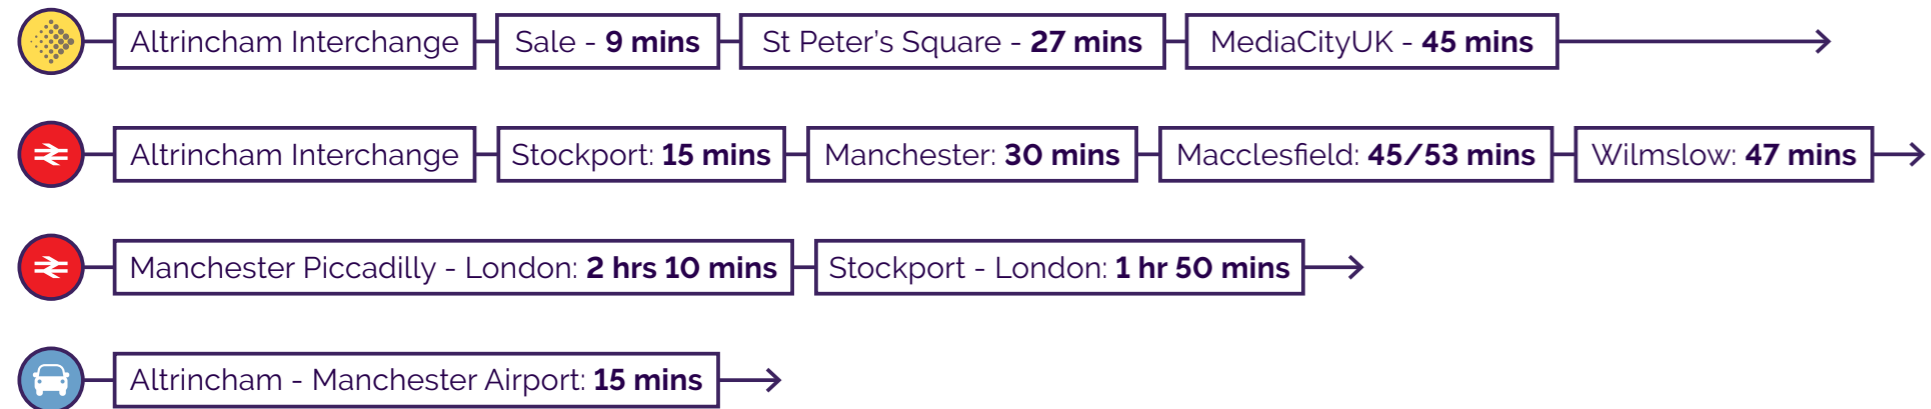 Altrincham Interchange Sale - 9 mins St Peter's Square - 27 mins MediaCityUK - 45 mins
Altrincham Interchange Stockport: 15 mins Manchester: 30 mins Macclesfield: 45/53 mins Wilmslow: 47 mins
Manchester Piccadilly - London: 2 hrs 10 mins Stockport - London: 1 hr 50 mins
Altrincham - Manchester Airport: 15 mins